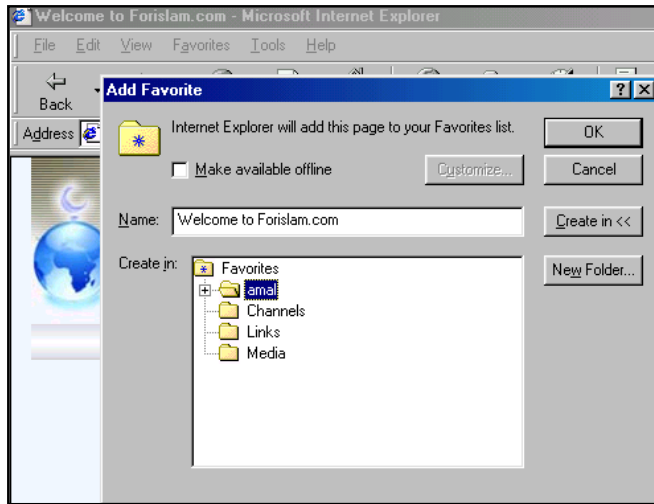 Welcome to Forislam.com - Microsoft Internet Explorer
File Edit View Favorites Tools Help
Back
Add Favorite
Address
Internet Explorer will add this page to your Favorites list.
OK
Make available offline
Customize...
Cancel
Name: Welcome to Forislam.com
Create in <<
Create in:
Favorites
New Folder...
amal
Channels
Links
Media